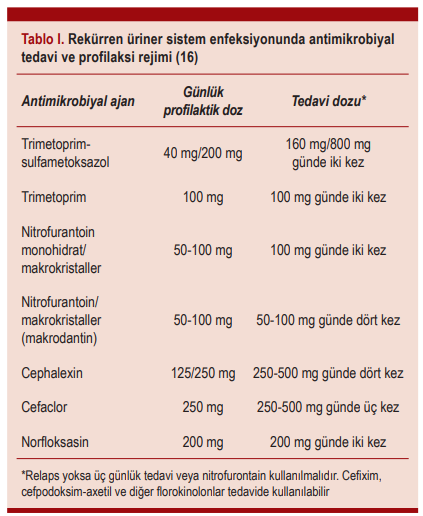 Tablo I. Rekürren üriner sistem enfeksiyonunda antimikrobiyal
tedavi ve profilaksi rejimi (16)
Antimikrobiyal ajan Günlük profilaktik doz Tedavi dozu*
Trimetoprim-
sulfametoksazol 40 mg/200 mg 160 mg/800 mg
günde iki kez
Trimetoprim 100 mg 100 mg günde iki kez
Nitrofurantoin
monohidrat/
makrokristaller 50-100 mg 100 mg günde iki kez
Nitrofurantoin/
makrokristaller
(makrodantin) 50-100 mg 50-100 mg günde dört kez
Cephalexin 125/250 mg 250-500 mg günde dört kez
Cefaclor 250 mg 250-500 mg günde üç kez
Norfloksasin 200 mg 200 mg günde iki kez
*Relaps yoksa üç günlük tedavi veya nitrofurontain kullanılmalıdır. Cefixim,
cefpodoksim-axetil ve diğer florokinolonlar tedavide kullanılabilir